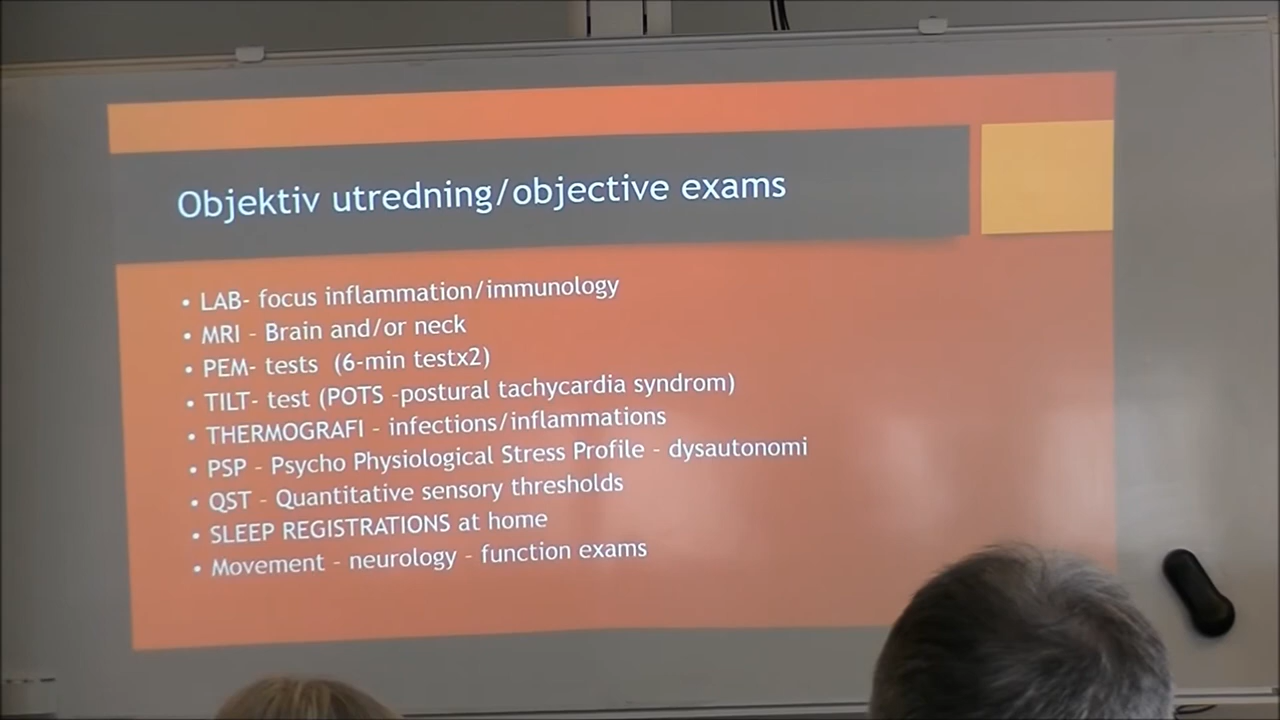 Objektiv utredning/objective exams
• LAB- focus inflammation/immunology
• MRI – Brain and/or neck
• PEM- tests  (6-min testx2)
• TILT- test (POTS -postural tachycardia syndrom)
• THERMOGRAFI – infections/inflammations
• PSP – Psycho Physiological Stress Profile – dysautonomi
• QST – Quantitative sensory thresholds
• SLEEP REGISTRATIONS at home
• Movement – neurology – function exams